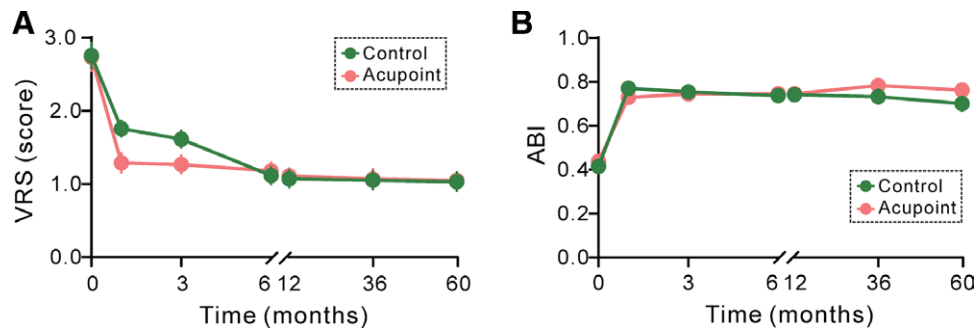 A
3.0
2.0
1.0
0.0
VRS (score)
Control
Acupoint
0 3 6 12 36 60
Time (months)
B
1.0
0.8
0.6
0.4
0.2
0.0
ABI
Control
Acupoint
0 3 6 12 36 60
Time (months)